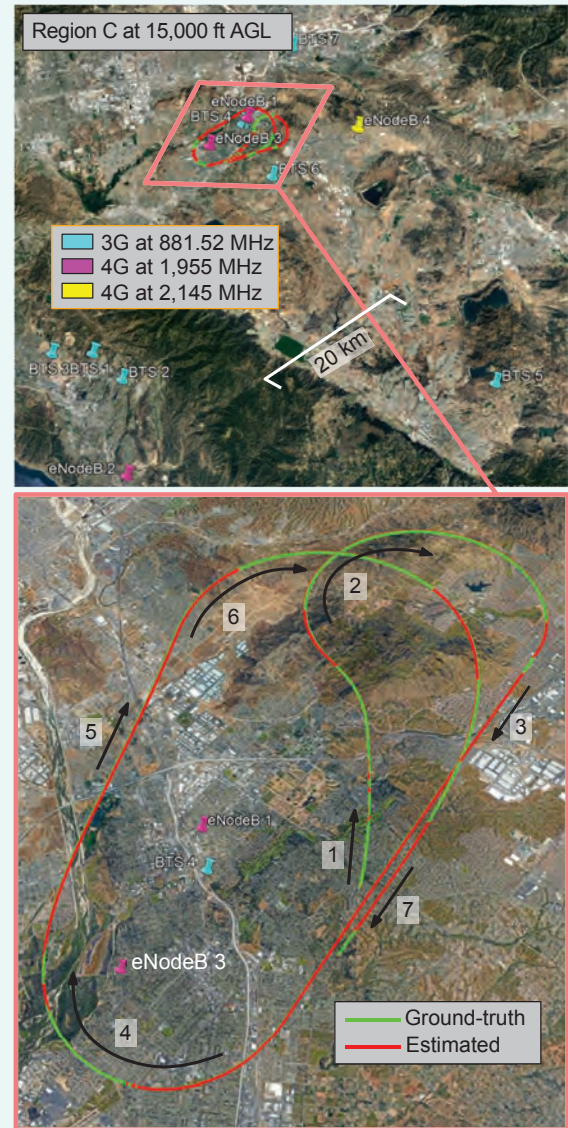 Region C at 15,000 ft AGL
BTS 7
eNodeB 1
BTS 4
eNodeB 4
eNodeB 3
BTS 6
3G at 881.52 MHz
4G at 1,955 MHz
4G at 2,145 MHz
20 km
BTS 3
BTS 1
BTS 2
BTS 5
eNodeB 2
2
6
5
3
eNodeB 1
1
BTS 4
7
eNodeB 3
4
Ground-truth
Estimated